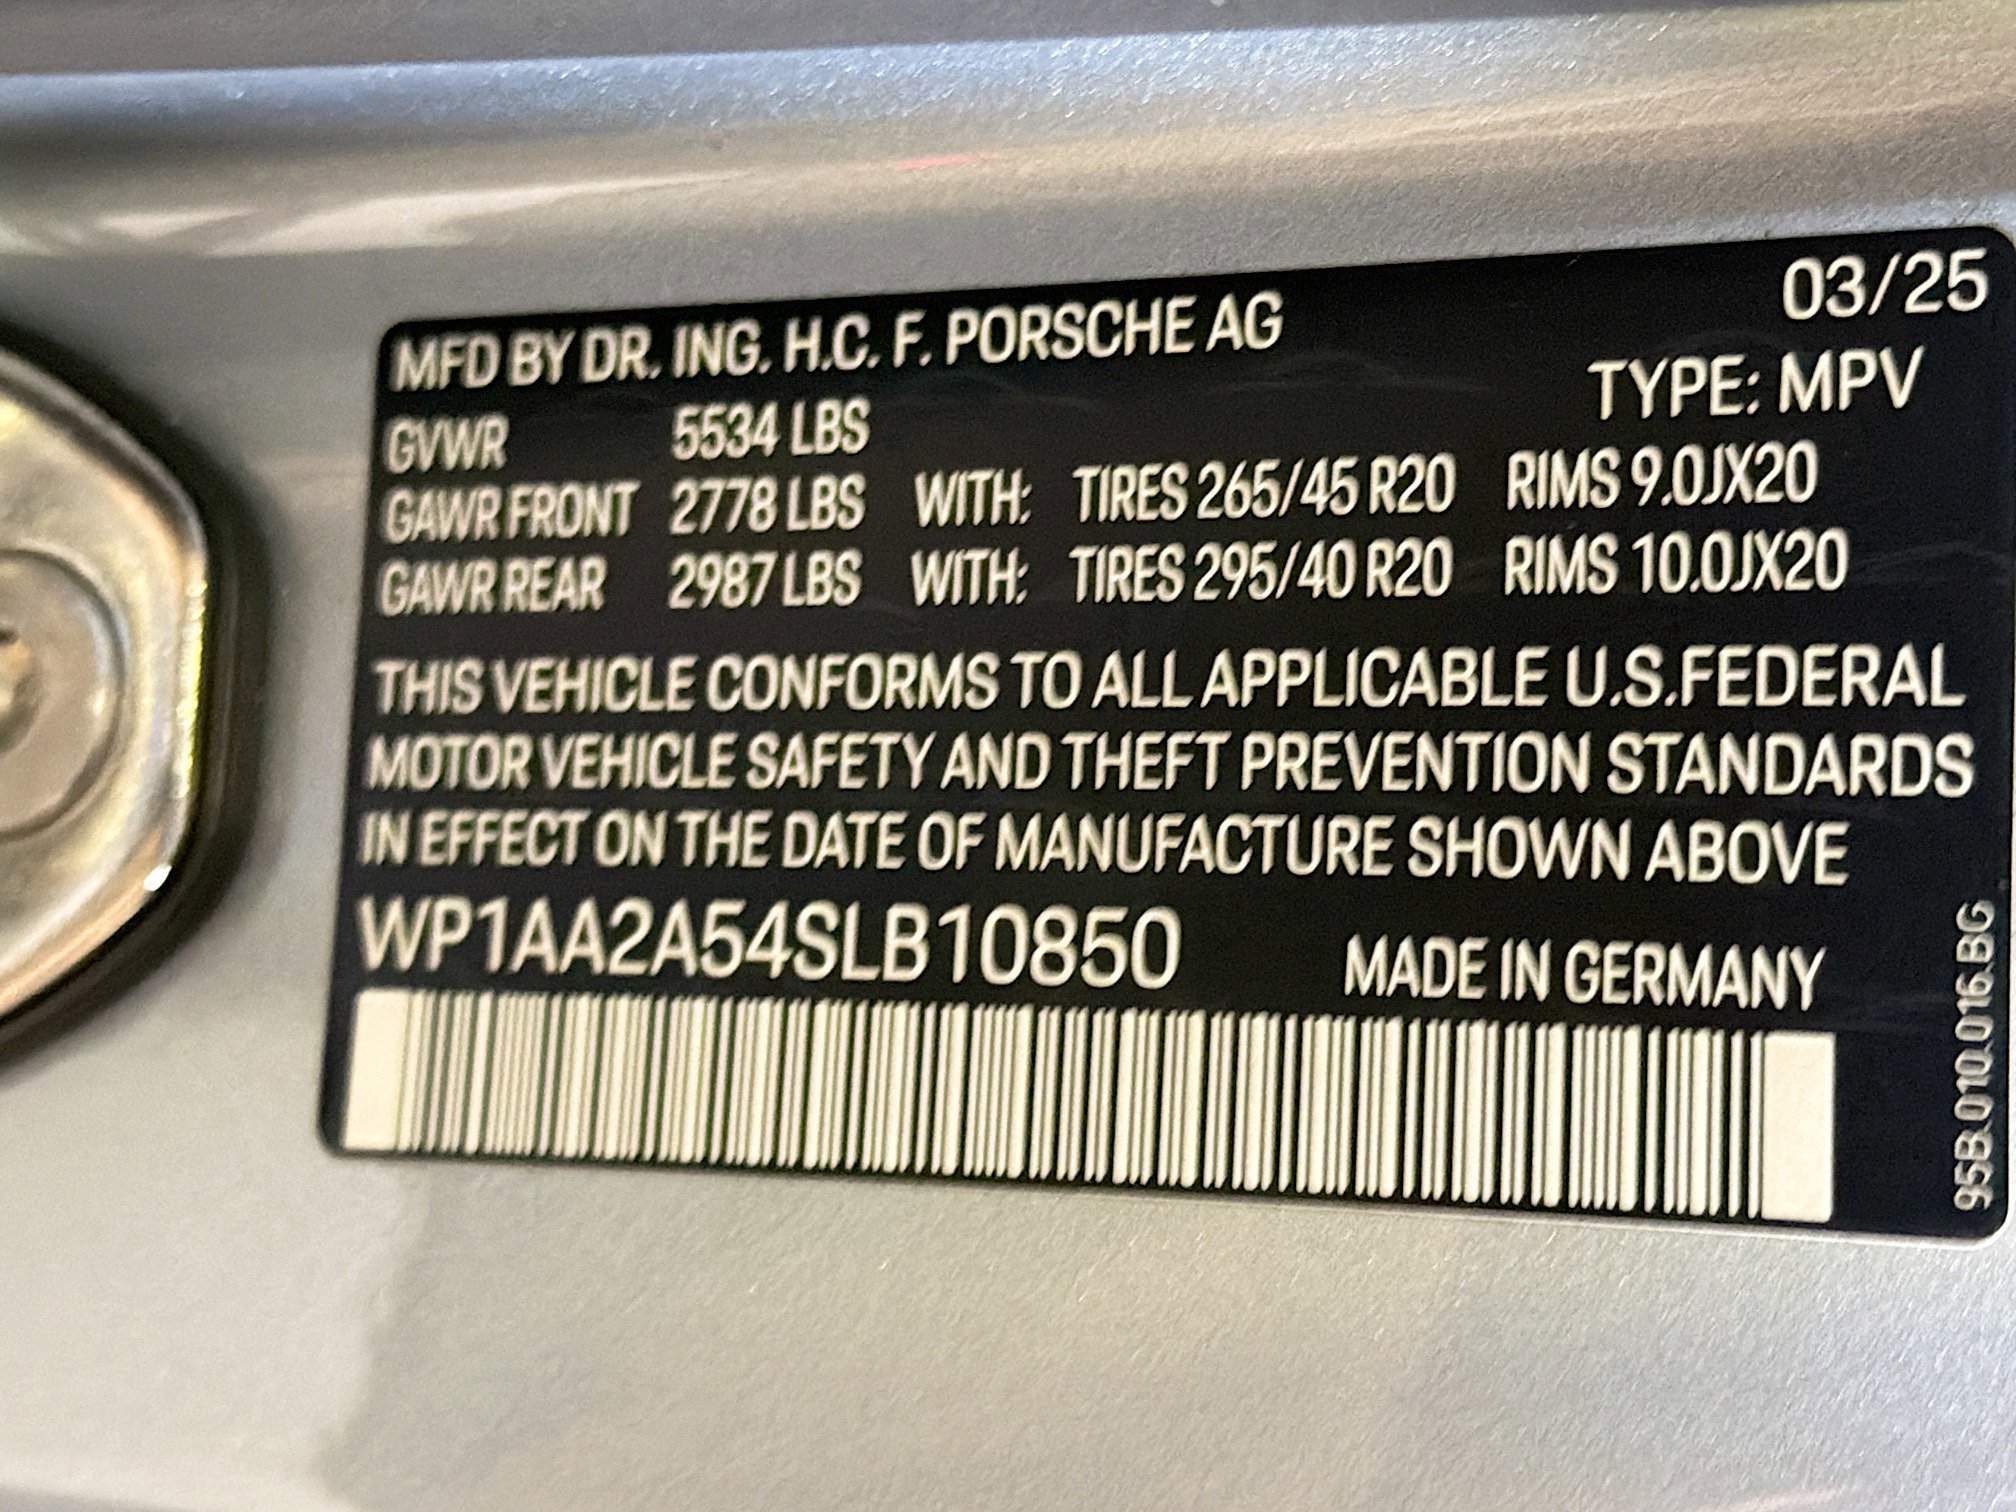 03/25
MFD BY DR. ING. H.C. F. PORSCHE AG
TYPE: MPV
GVWR 5534 LBS
GAWR FRONT 2778 LBS WITH: TIRES 265/45 R20 RIMS 9.0JX20
GAWR REAR 2987 LBS WITH: TIRES 295/40 R20 RIMS 10.0JX20
THIS VEHICLE CONFORMS TO ALL APPLICABLE U.S.FEDERAL
MOTOR VEHICLE SAFETY AND THEFT PREVENTION STANDARDS
IN EFFECT ON THE DATE OF MANUFACTURE SHOWN ABOVE
WP1AA2A54SLB10850
MADE IN GERMANY
95B.010.016.BG